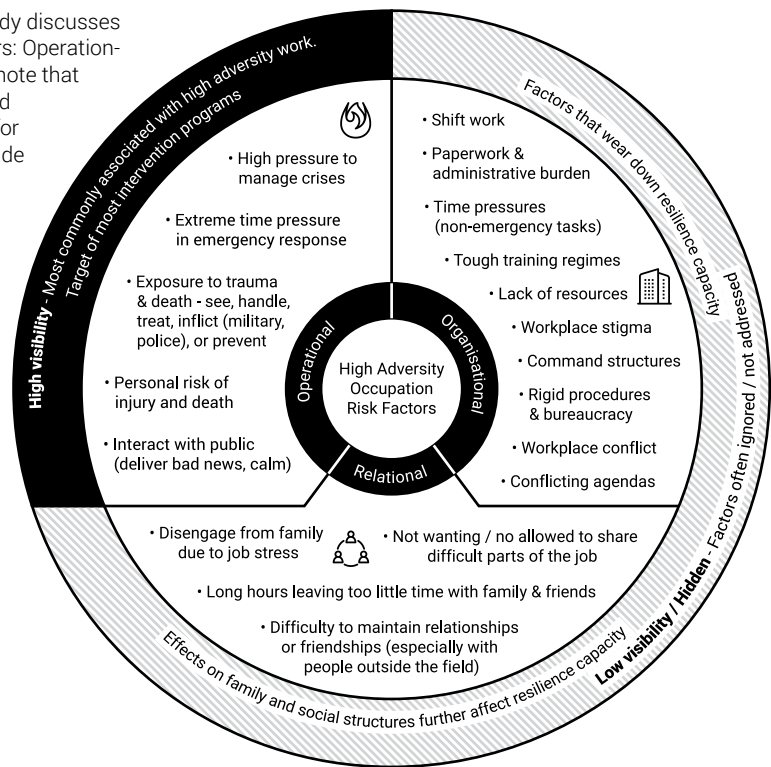 dy discusses
rs: Operation-
note that
d
for
de
High visibility - Most commonly associated with high adversity work.
Target of most intervention programs
• High pressure to
manage crises
• Extreme time pressure
in emergency response
• Exposure to trauma
& death - see, handle,
treat, inflict (military,
police), or prevent
• Personal risk of
injury and death
• Interact with public
(deliver bad news, calm)
Factors that wear down resilience capacity
• Shift work
• Paperwork &
administrative burden
• Time pressures
(non-emergency tasks)
• Tough training regimes
• Lack of resources
• Workplace stigma
• Command structures
• Rigid procedures
& bureaucracy
• Workplace conflict
• Conflicting agendas
Operational
Organisational
Relational
High Adversity
Occupation
Risk Factors
• Disengage from family
due to job stress
• Not wanting / no allowed to share
difficult parts of the job
• Long hours leaving too little time with family & friends
• Difficulty to maintain relationships
or friendships (especially with
people outside the field)
Effects on family and social structures further affect resilience capacity
Low visibility / Hidden - Factors often ignored / not addressed